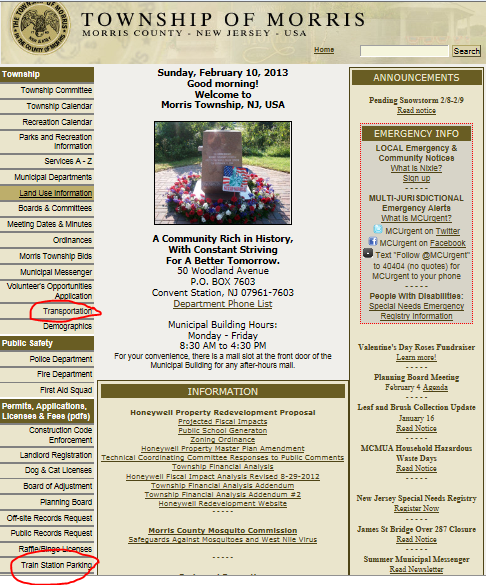 TOWNSHIP OF MORRIS
MORRIS COUNTY - NEW JERSEY - USA
Home
Search
Township
Township Committee
Township Calendar
Recreation Calendar
Parks and Recreation
Information
Services A - Z
Municipal Departments
Land Use Information
Boards & Committees
Meeting Dates & Minutes
Ordinances
Morris Township Bids
Municipal Messenger
Volunteer's Opportunities
Application
Transportation
Demographics
Public Safety
Police Department
Fire Department
First Aid Squad
Permits, Applications,
Licenses & Fees (pdfs)
Construction Code
Enforcement
Landlord Registration
Dog & Cat Licenses
Board of Adjustment
Planning Board
Off-site Records Request
Public Records Request
Raffle/Bingo Licenses
Train Station Parking
Sunday, February 10, 2013
Good morning!
Welcome to
Morris Township, NJ, USA
A Community Rich in History,
With Constant Striving
For A Better Tomorrow.
50 Woodland Avenue
P.O. BOX 7603
Convent Station, NJ 07961-7603
Department Phone List
Municipal Building Hours:
Monday - Friday
8:30 AM to 4:30 PM
For your convenience, there is a mail slot at the front door of the
Municipal Building for any after-hours mail.
INFORMATION
Honeywell Property Redevelopment Proposal
Projected Fiscal Impacts
Public School Generaton
Zoning Ordinance
Honeywell Property Master Plan Amendment
Technical Coordinating Committee Responses to Public Comments
Township Financial Analysis
Honeywell Fiscal Impact Analysis Revised 8-29-2012
Township Financial Analysis Addendum
Township Financial Analysis Addendum #2
Honeywell Redevelopment Website
- - - - -
Morris County Mosquito Commission
Safeguards Against Mosquitoes and West Nile Virus
- - - - -
ANNOUNCEMENTS
Pending Snowstorm 2/8-2/9
Read notice
EMERGENCY INFO
LOCAL Emergency &
Community Notices
What is Nixle?
Sign up
- - - - -
MULTI-JURISDICTIONAL
Emergency Alerts
What is MCUrgent?
MCUrgent on Twitter
MCUrgent on Facebook
Text "Follow @MCURGENT"
to 40404 (no quotes) for
MCUrgent to your phone
- - - - -
People With Disabilities:
Special Needs Emergency
Registry Information
Valentine's Day Roses Fundraiser
Learn more!
- - - - -
Planning Board Meeting
February 4 Agenda
- - - - -
Leaf and Brush Collection Update
January 16
Read Notice
- - - - -
MCMUA Household Hazardous
Waste Days
Read Notice
- - - - -
New Jersey Special Needs Registry
Register Now
- - - - -
James St Bridge Over 287 Closure
Read Notice
- - - - -
Summer Municipal Messenger
Read Newsletter